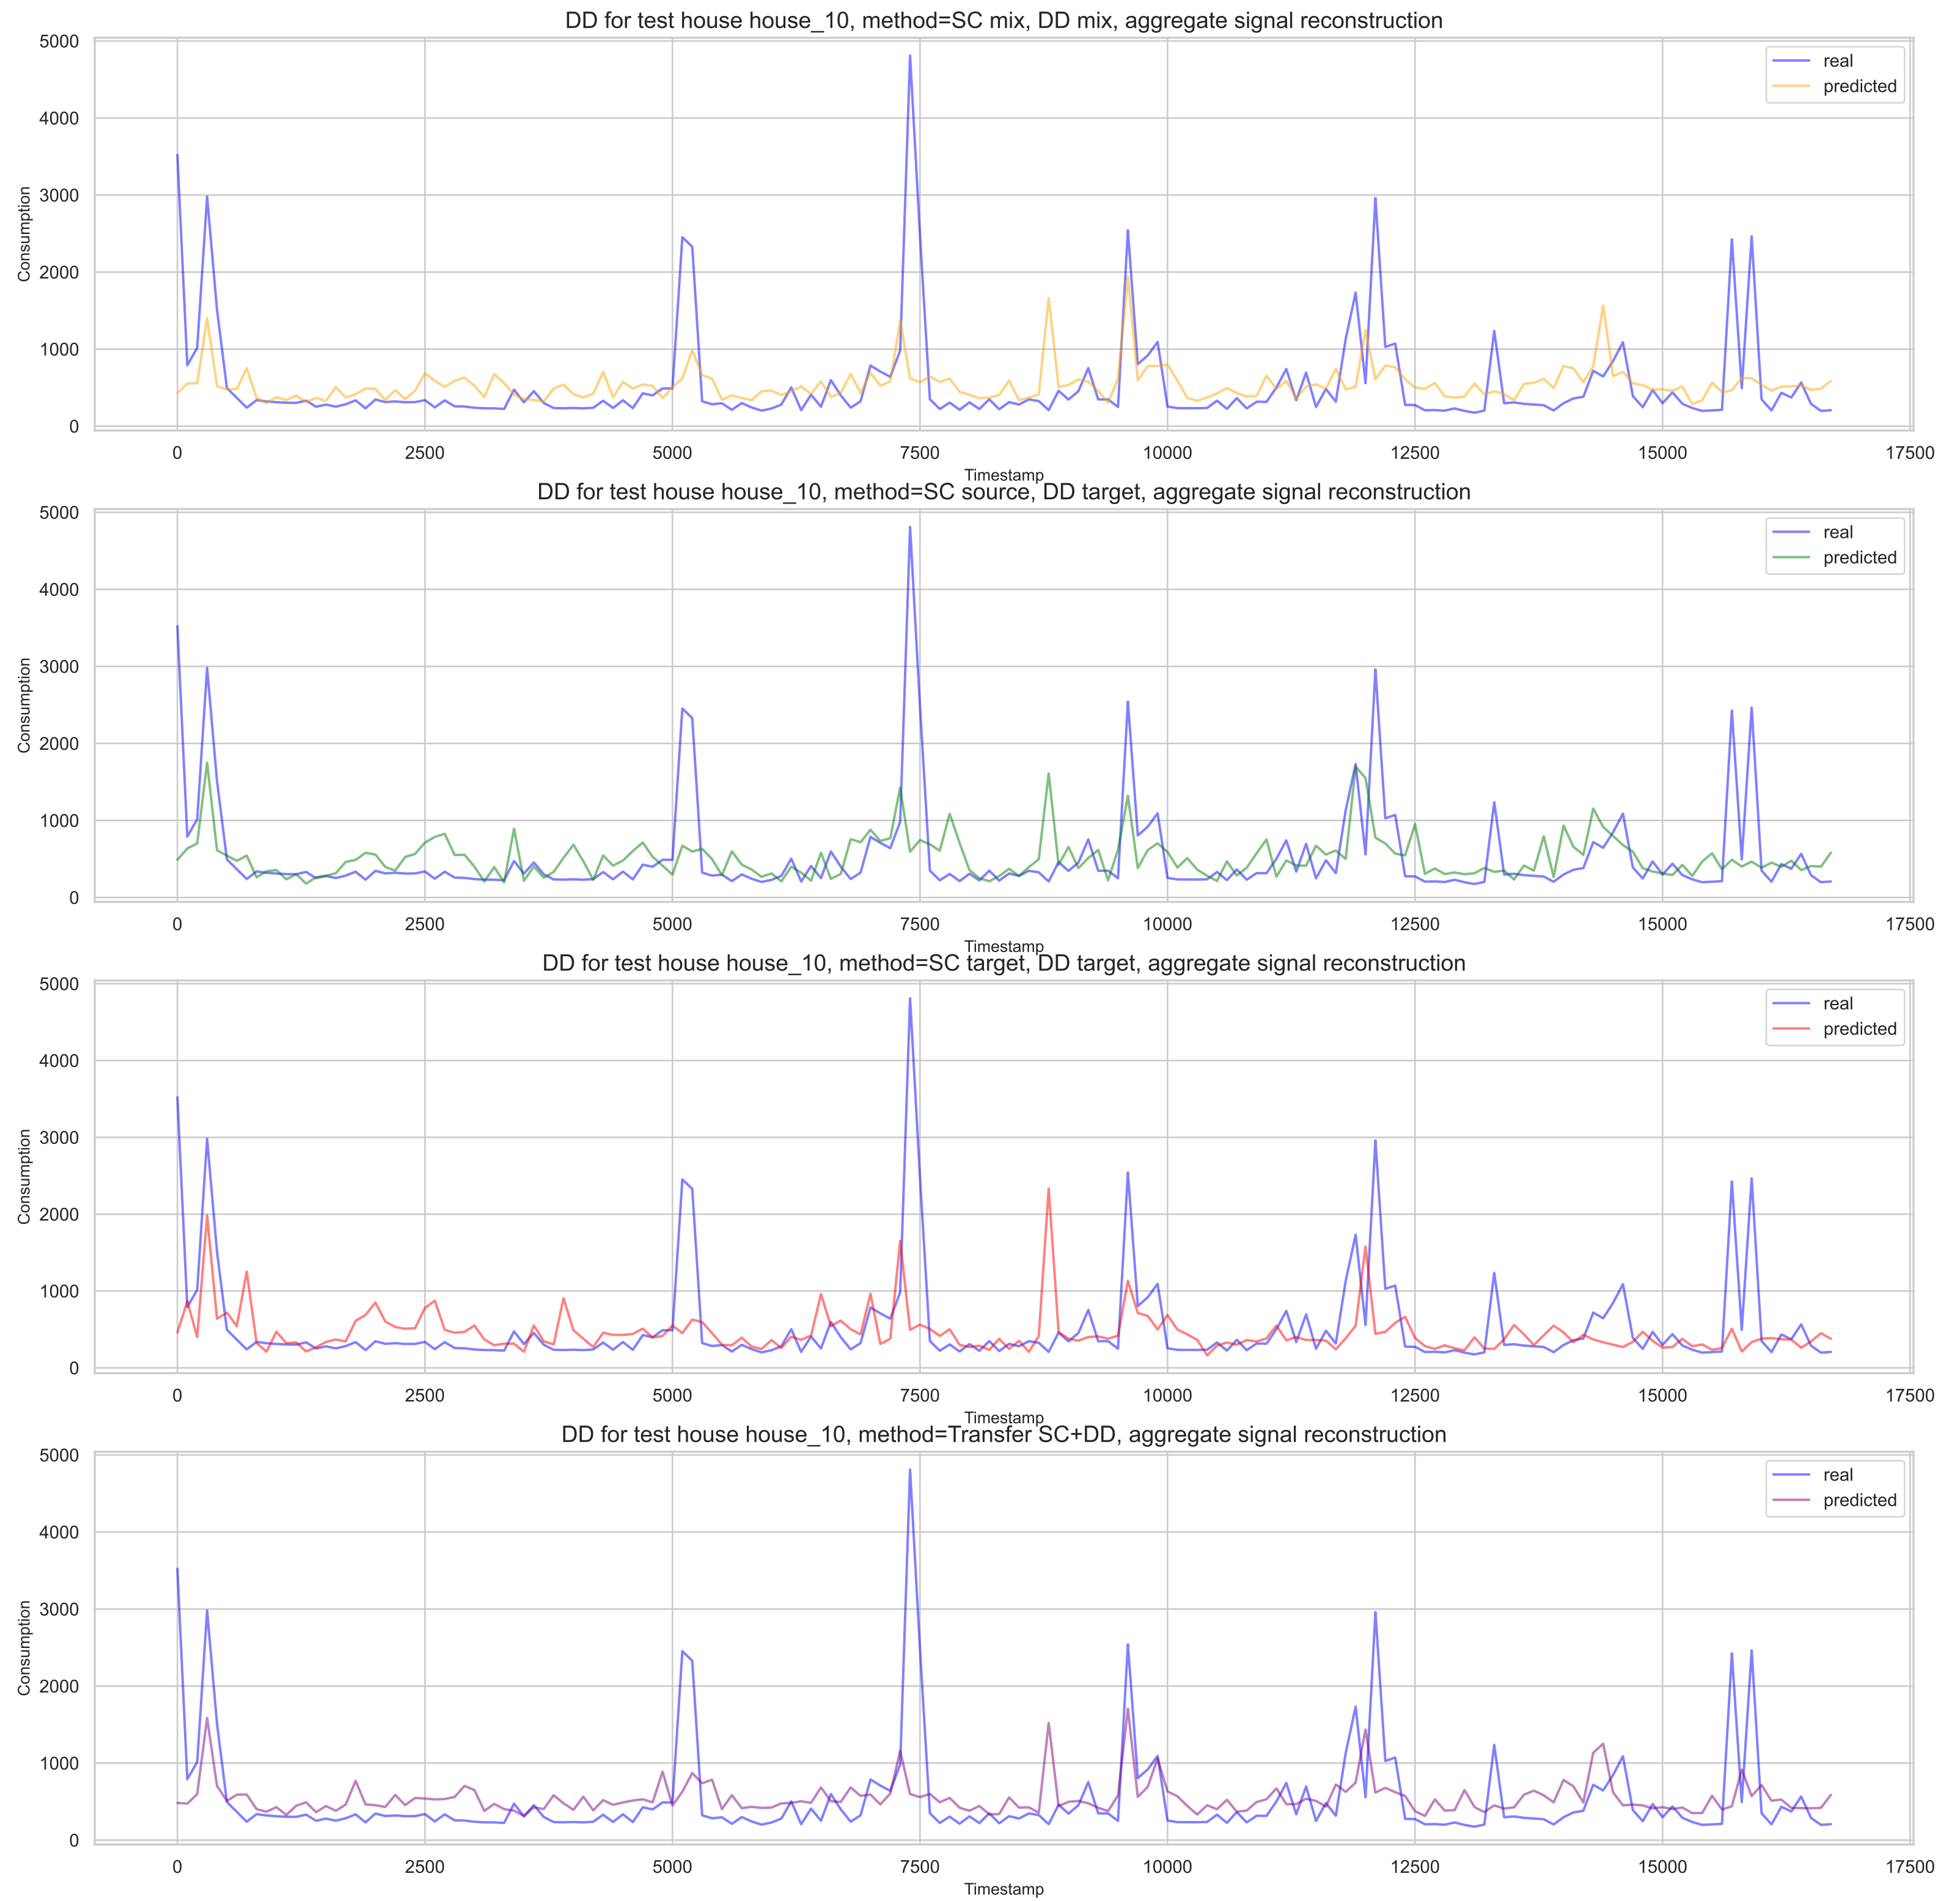 DD for test house house_10, method=SC mix, DD mix, aggregate signal reconstruction
5000
4000
3000
2000
1000
0
Consumption
real
predicted
0 2500 5000 7500 10000 12500 15000 17500
Timestamp
DD for test house house_10, method=SC source, DD target, aggregate signal reconstruction
5000
4000
3000
2000
1000
0
Consumption
real
predicted
0 2500 5000 7500 10000 12500 15000 17500
Timestamp
DD for test house house_10, method=SC target, DD target, aggregate signal reconstruction
5000
4000
3000
2000
1000
0
Consumption
real
predicted
0 2500 5000 7500 10000 12500 15000 17500
Timestamp
DD for test house house_10, method=Transfer SC+DD, aggregate signal reconstruction
5000
4000
3000
2000
1000
0
Consumption
real
predicted
0 2500 5000 7500 10000 12500 15000 17500
Timestamp